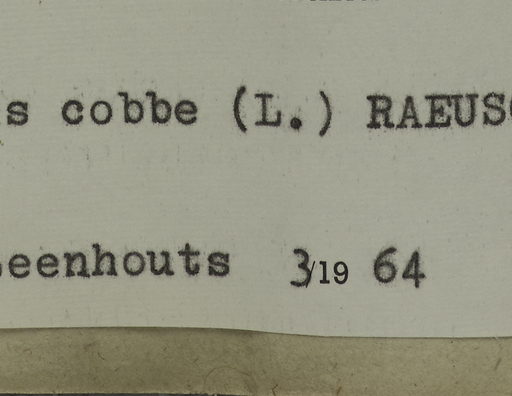 s cobbe (L.) RAEUS
eenhouts 3/19 64